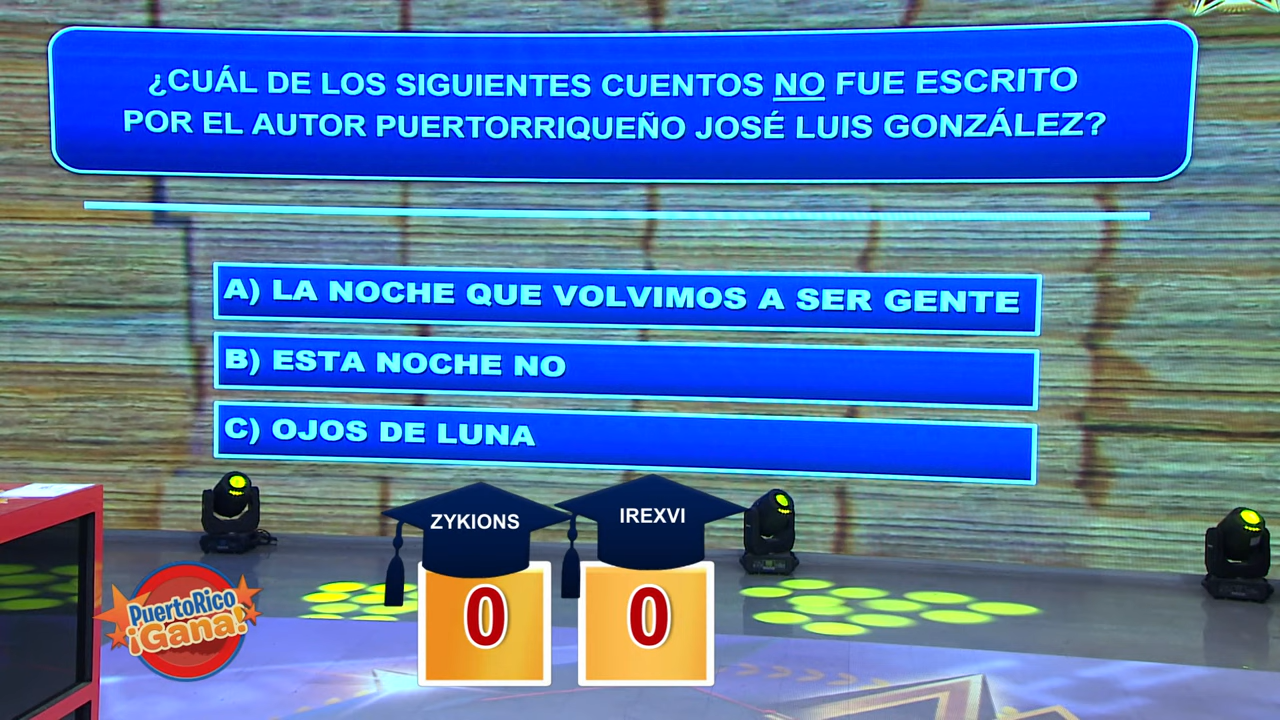 ¿CUÁL DE LOS SIGUIENTES CUENTOS NO FUE ESCRITO
POR EL AUTOR PUERTORRIQUEÑO JOSÉ LUIS GONZÁLEZ?
A) LA NOCHE QUE VOLVIMOS A SER GENTE
B) ESTA NOCHE NO
C) OJOS DE LUNA
ZYKIONS
IREXVI
0
0
PuertoRico
¡Gana!